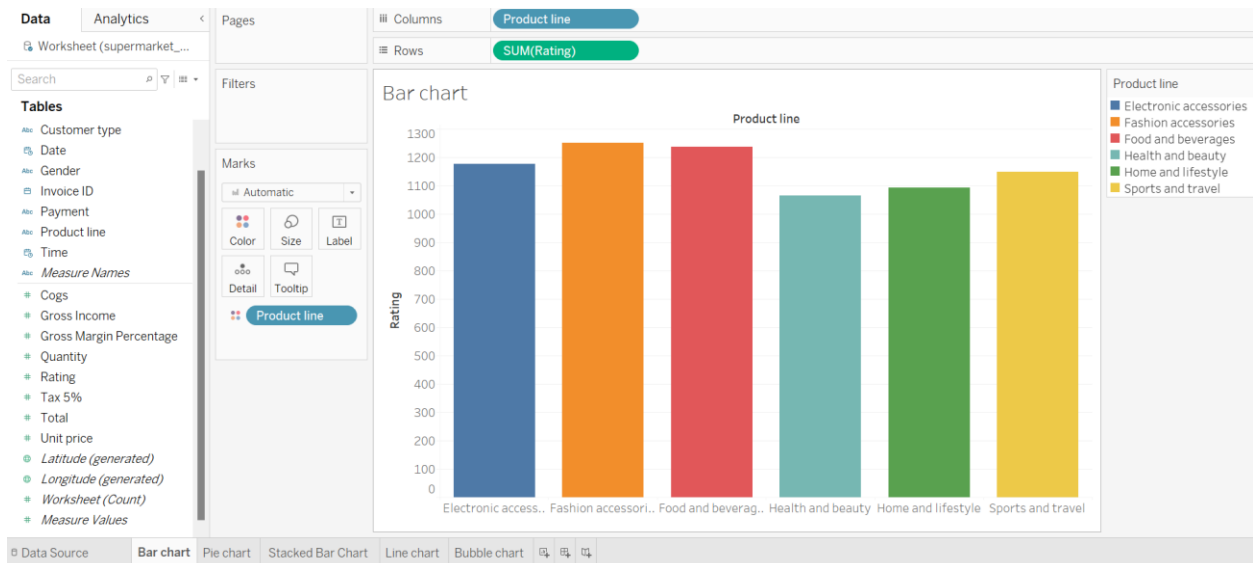 Data Analytics
Worksheet (supermarket_...
Search
Tables
Abc Customer type
Date
Abc Gender
Invoice ID
Abc Payment
Abc Product line
Time
Abc Measure Names
# Cogs
# Gross Income
# Gross Margin Percentage
# Quantity
# Rating
# Tax 5%
# Total
# Unit price
Latitude (generated)
Longitude (generated)
# Worksheet (Count)
# Measure Values
Pages
Filters
Marks
Automatic
Color Size Label
Detail Tooltip
Product line
Columns Product line
Rows SUM(Rating)
Bar chart
Product line
Rating
1300
1200
1100
1000
900
800
700
600
500
400
300
200
100
0
Electronic access.. Fashion accessori.. Food and beverag.. Health and beauty Home and lifestyle Sports and travel
Product line
Electronic accessories
Fashion accessories
Food and beverages
Health and beauty
Home and lifestyle
Sports and travel
Data Source Bar chart Pie chart Stacked Bar Chart Line chart Bubble chart